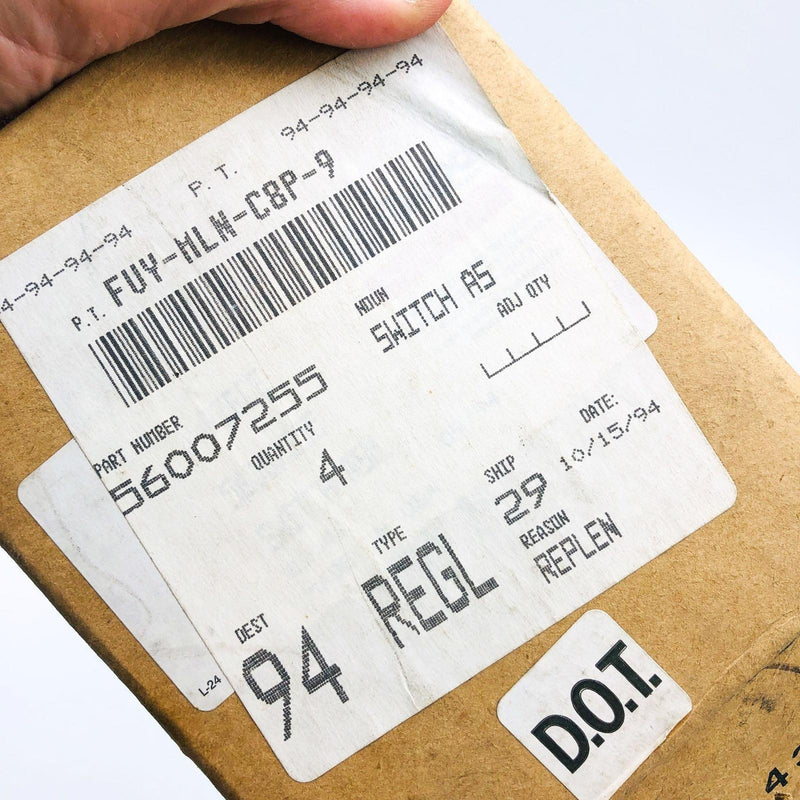 94-94-94-94
P.T.
4-94-94-94
P.T. FUY-HLN-C8P-9
NOUN
SWITCH AS
ADJ QTY
PART NUMBER
56007255
QUANTITY
4
SHIP
29
DATE:
10/15/94
TYPE
REGL
REASON
REPLEN
DEST
94
L-24
D.O.T.